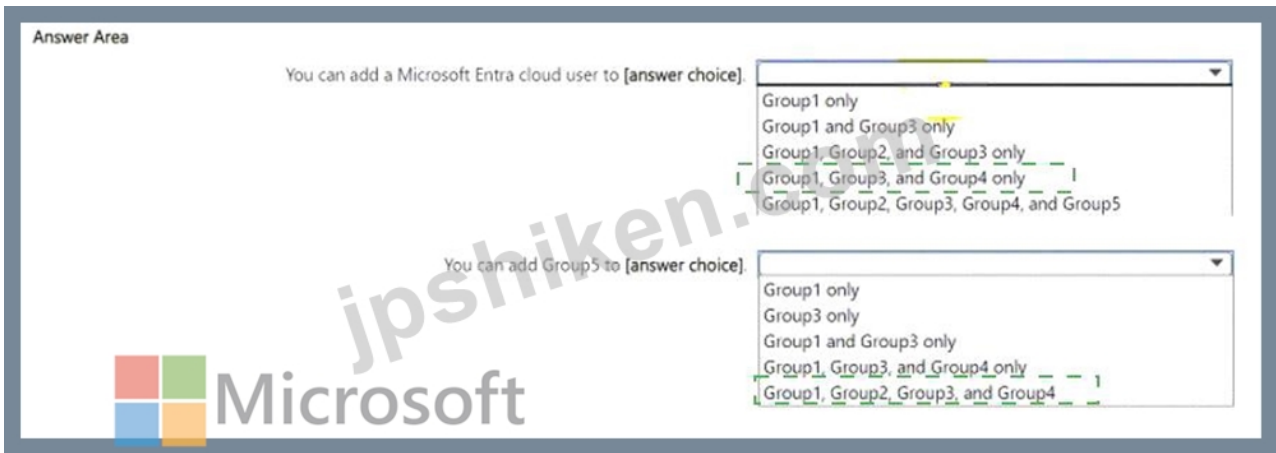 Answer Area
You can add a Microsoft Entra cloud user to [answer choice].
Group1 only
Group1 and Group3 only
Group1, Group2, and Group3 only
Group1, Group3, and Group4 only
Group1, Group2, Group3, Group4, and Group5
You can add Group5 to [answer choice].
Group1 only
Group3 only
Group1 and Group3 only
Group1, Group3, and Group4 only
Group1, Group2, Group3, and Group4
jpshiken.com
Microsoft